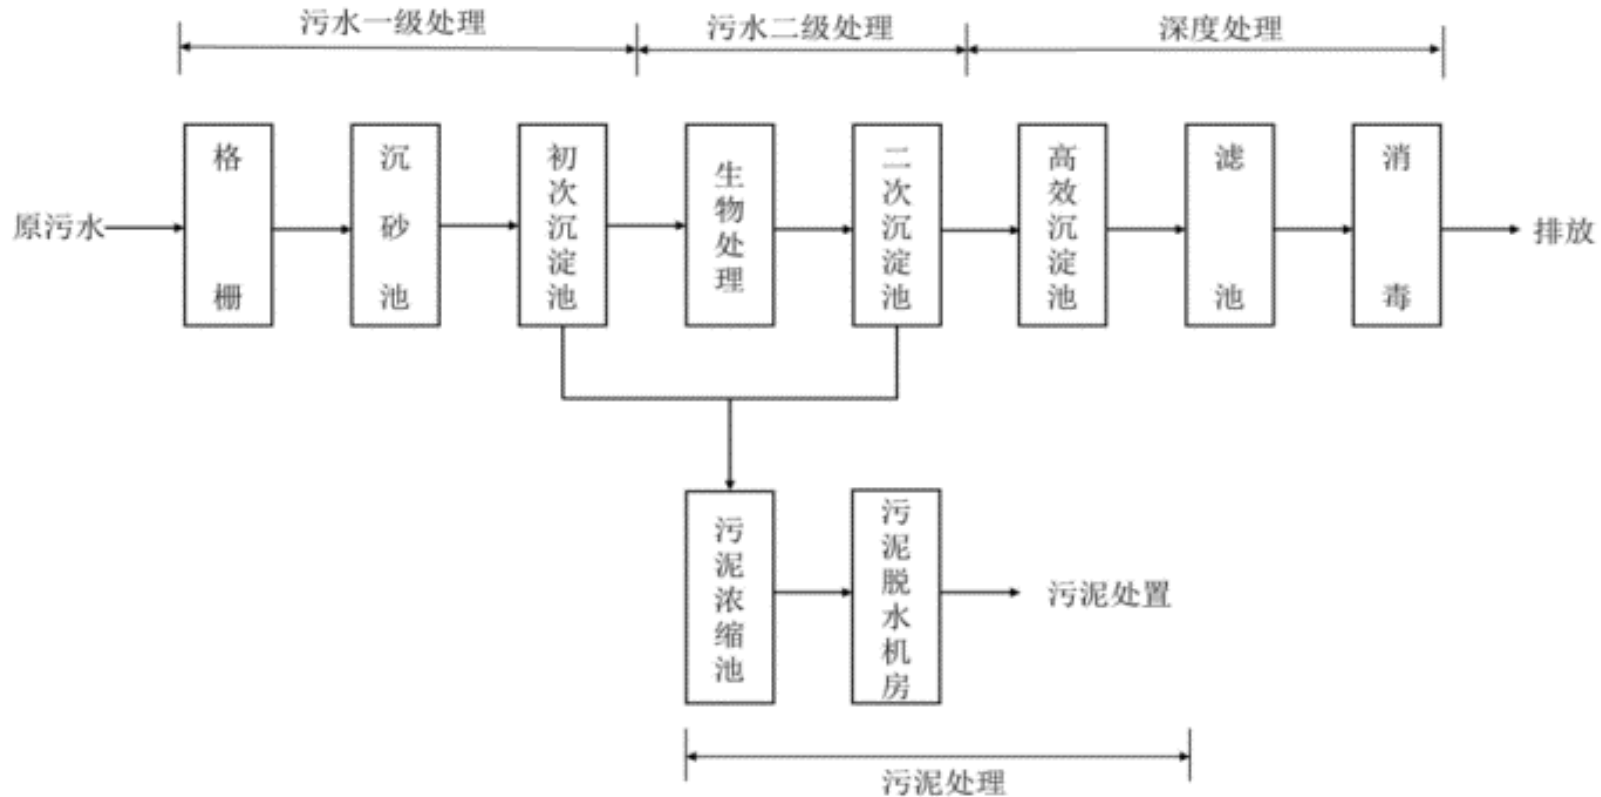 污水一级处理
污水二级处理
深度处理
原污水
格栅
沉砂池
初次沉淀池
生物处理
二次沉淀池
高效沉淀池
滤池
消毒
排放
污泥浓缩池
污泥脱水机房
污泥处置
污泥处理